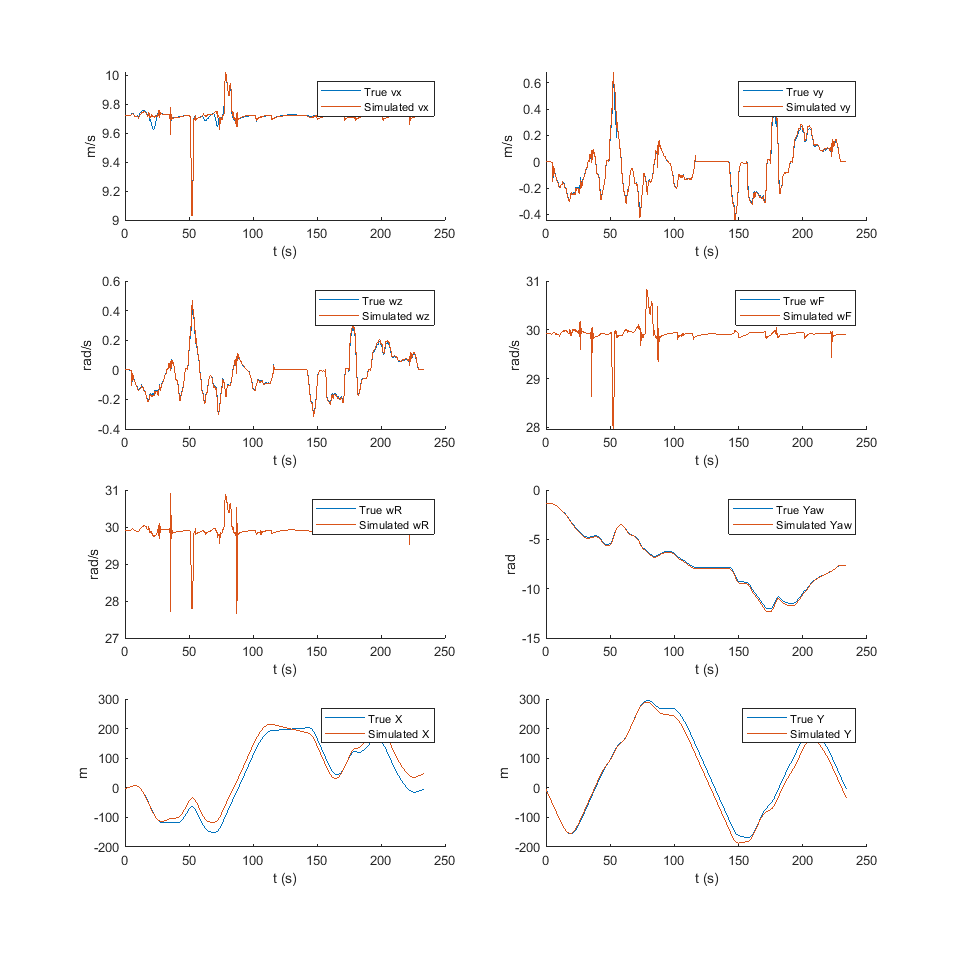 10
9.8
9.6
9.4
9.2
9
m/s
0 50 100 150 200 250
t (s)
True vx
Simulated vx
0.6
0.4
0.2
0
-0.2
-0.4
m/s
0 50 100 150 200 250
t (s)
True vy
Simulated vy
0.6
0.4
0.2
0
-0.2
-0.4
rad/s
0 50 100 150 200 250
t (s)
True wz
Simulated wz
31
30
29
28
rad/s
0 50 100 150 200 250
t (s)
True wF
Simulated wF
31
30
29
28
27
rad/s
0 50 100 150 200 250
t (s)
True wR
Simulated wR
0
-5
-10
-15
rad
0 50 100 150 200 250
t (s)
True Yaw
Simulated Yaw
300
200
100
0
-100
-200
m
0 50 100 150 200 250
t (s)
True X
Simulated X
300
200
100
0
-100
-200
m
0 50 100 150 200 250
t (s)
True Y
Simulated Y